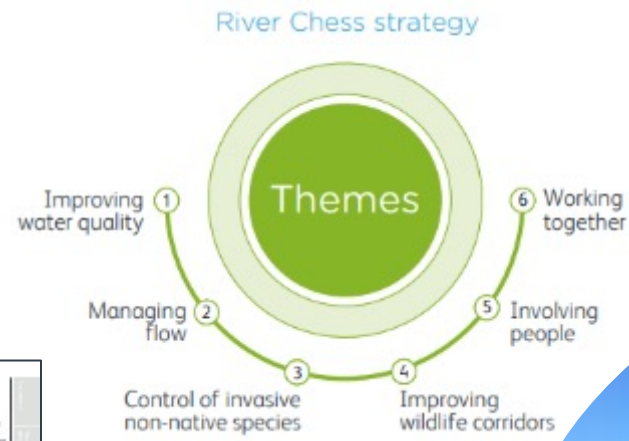 River Chess strategy
Themes
1
Improving
water quality
2
Managing
flow
3
Control of invasive
non-native species
4
Improving
wildlife corridors
5
Involving
people
6
Working
together